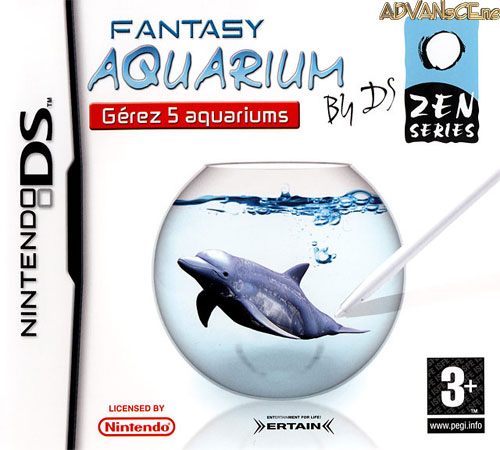 ADVANsCEne
FANTASY
AQUARIUM
By DS
Gérez 5 aquariums
ZEN
SERIES
NINTENDO DS™
LICENSED BY
Nintendo
ENTERTAINMENT FOR LIFE!
ERTAIN
3+
www.pegi.info